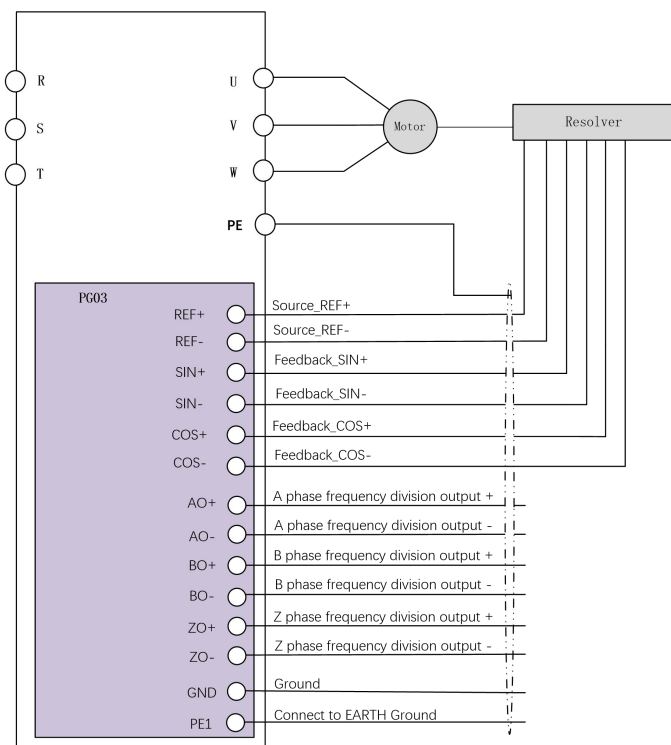 R
U
S
V
Motor
Resolver
T
W
PE
PG03
REF+
Source_REF+
REF-
Source_REF-
SIN+
Feedback_SIN+
SIN-
Feedback_SIN-
COS+
Feedback_COS+
COS-
Feedback_COS-
AO+
A phase frequency division output +
AO-
A phase frequency division output -
BO+
B phase frequency division output +
BO-
B phase frequency division output -
ZO+
Z phase frequency division output +
ZO-
Z phase frequency division output -
GND
Ground
PE1
Connect to EARTH Ground